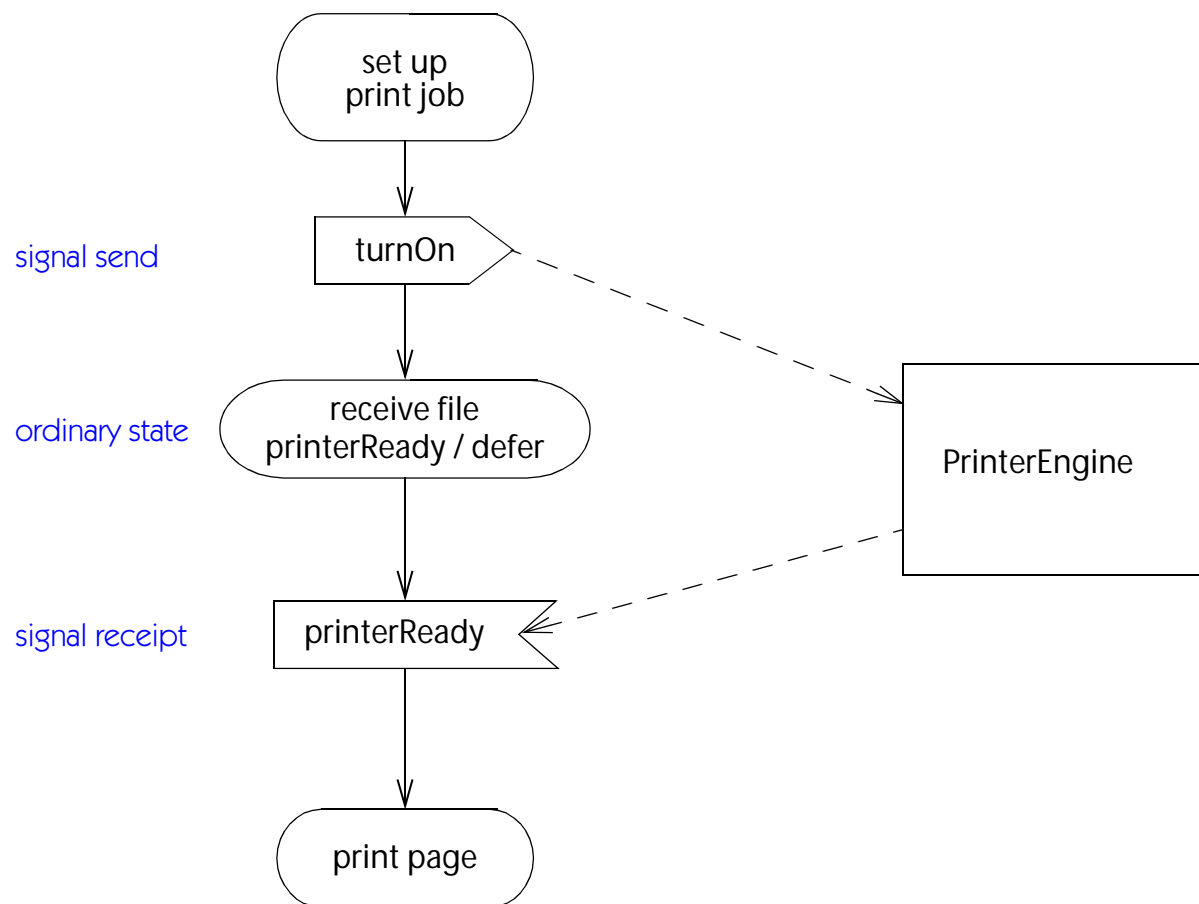 set up
print job
signal send
turnOn
ordinary state
receive file
printerReady / defer
PrinterEngine
signal receipt
printerReady
print page